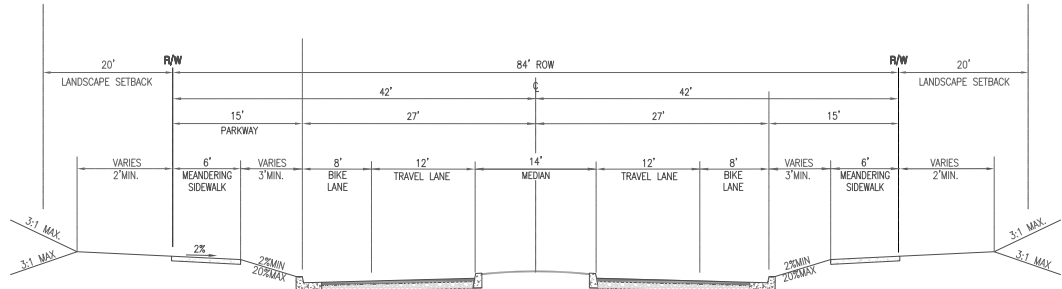 20' R/W 84' ROW R/W 20'
LANDSCAPE SETBACK LANDSCAPE SETBACK
42' ℄ 42'
15' 27' 27' 15'
PARKWAY
VARIES 6' VARIES 8' 12' 14' 12' 8' VARIES 6' VARIES
2'MIN. MEANDERING 3'MIN. BIKE TRAVEL LANE MEDIAN TRAVEL LANE BIKE 3'MIN. MEANDERING 2'MIN.
SIDEWALK LANE LANE SIDEWALK
3:1 MAX. 3:1 MAX.
2%
3:1 MAX. 2%MIN 2%MIN 3:1 MAX.
20%MAX 20%MAX